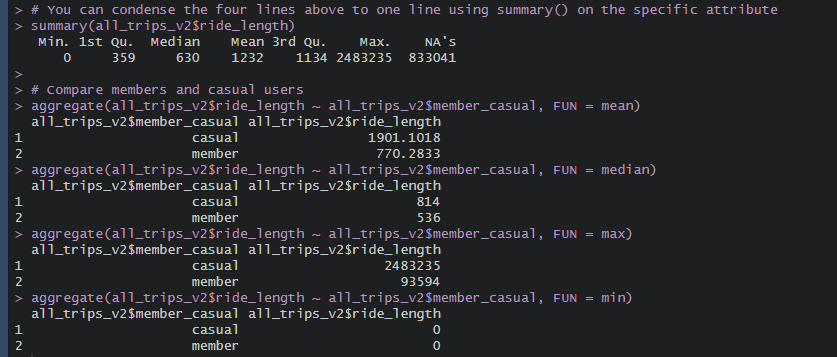 > # You can condense the four lines above to one line using summary() on the specific attribute
> summary(all_trips_v2$ride_length)
   Min. 1st Qu.  Median    Mean 3rd Qu.    Max.    NA's
      0     359     630    1232    1134 2483235  833041
>
> # Compare members and casual users
> aggregate(all_trips_v2$ride_length ~ all_trips_v2$member_casual, FUN = mean)
  all_trips_v2$member_casual all_trips_v2$ride_length
1                     casual                1901.1018
2                     member                 770.2833
> aggregate(all_trips_v2$ride_length ~ all_trips_v2$member_casual, FUN = median)
  all_trips_v2$member_casual all_trips_v2$ride_length
1                     casual                      814
2                     member                      536
> aggregate(all_trips_v2$ride_length ~ all_trips_v2$member_casual, FUN = max)
  all_trips_v2$member_casual all_trips_v2$ride_length
1                     casual                  2483235
2                     member                    93594
> aggregate(all_trips_v2$ride_length ~ all_trips_v2$member_casual, FUN = min)
  all_trips_v2$member_casual all_trips_v2$ride_length
1                     casual                        0
2                     member                        0